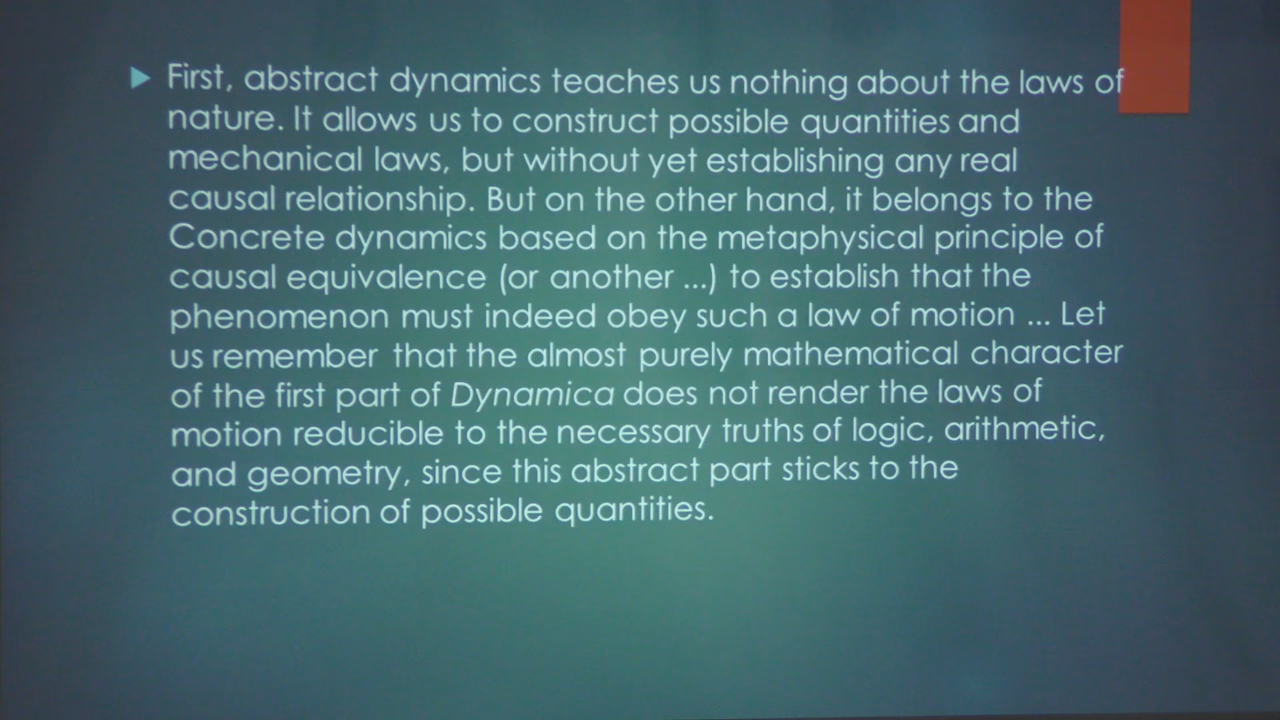 First, abstract dynamics teaches us nothing about the laws of
nature. It allows us to construct possible quantities and
mechanical laws, but without yet establishing any real
causal relationship. But on the other hand, it belongs to the
Concrete dynamics based on the metaphysical principle of
causal equivalence (or another ...) to establish that the
phenomenon must indeed obey such a law of motion ... Let
us remember that the almost purely mathematical character
of the first part of Dynamica does not render the laws of
motion reducible to the necessary truths of logic, arithmetic,
and geometry, since this abstract part sticks to the
construction of possible quantities.